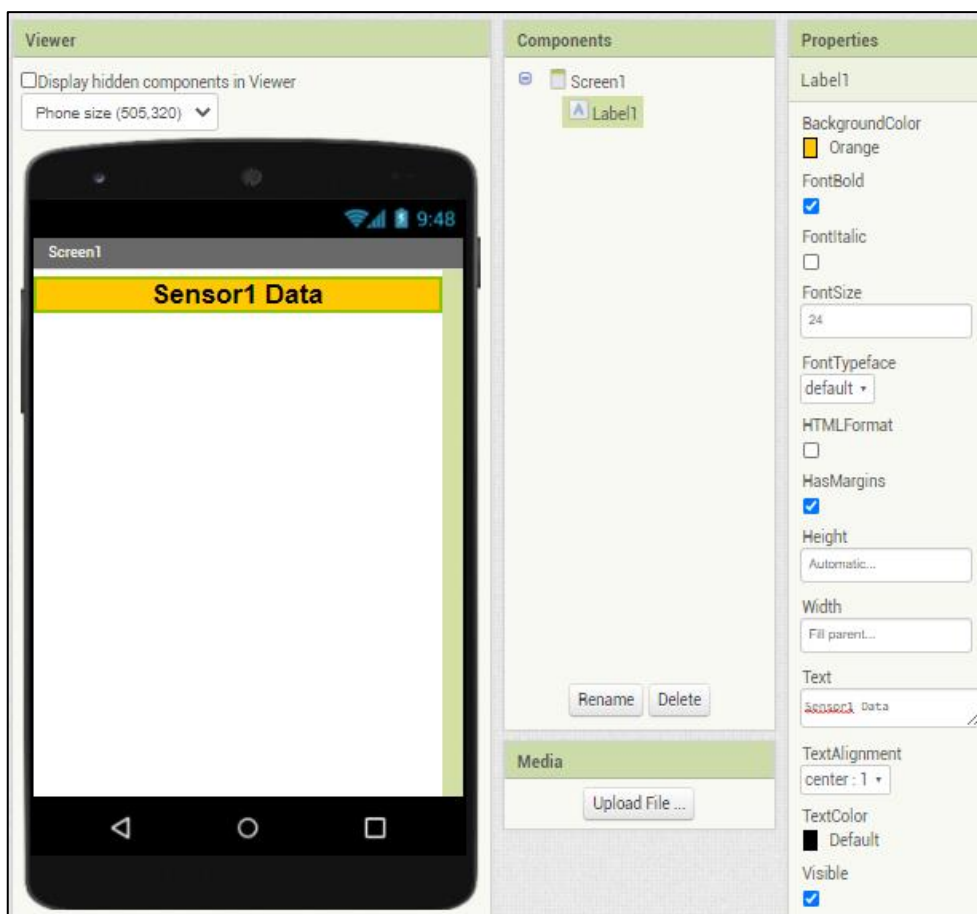 Viewer
Display hidden components in Viewer
Phone size (505,320)
9:48
Screen1
Sensor1 Data
Components
Screen1
A Label1
Rename Delete
Media
Upload File ...
Properties
Label1
BackgroundColor
Orange
FontBold
FontItalic
FontSize
24
FontTypeface
default
HTMLFormat
HasMargins
Height
Automatic...
Width
Fill parent...
Text
Sensor1 Data
TextAlignment
center : 1
TextColor
Default
Visible